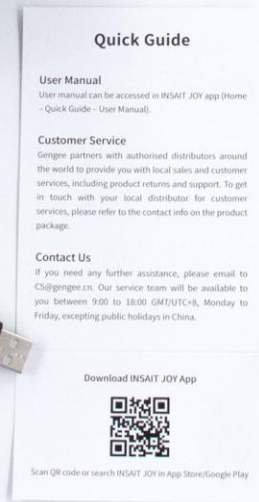 Quick Guide
User Manual
User manual can be accessed in INSAIT JOY app (Home
– Quick Guide – User Manual).
Customer Service
Gengee partners with authorised distributors around
the world to provide you with local sales and customer
services, including product returns and support. To get
in touch with your local distributor for customer
services, please refer to the contact info on the product
package.
Contact Us
If you need any further assistance, please email to
CS@gengee.cn. Our service team will be available to
you between 9:00 to 18:00 GMT/UTC+8, Monday to
Friday, excepting public holidays in China.
Download INSAIT JOY App
Scan QR code or search INSAIT JOY in App Store/Google Play